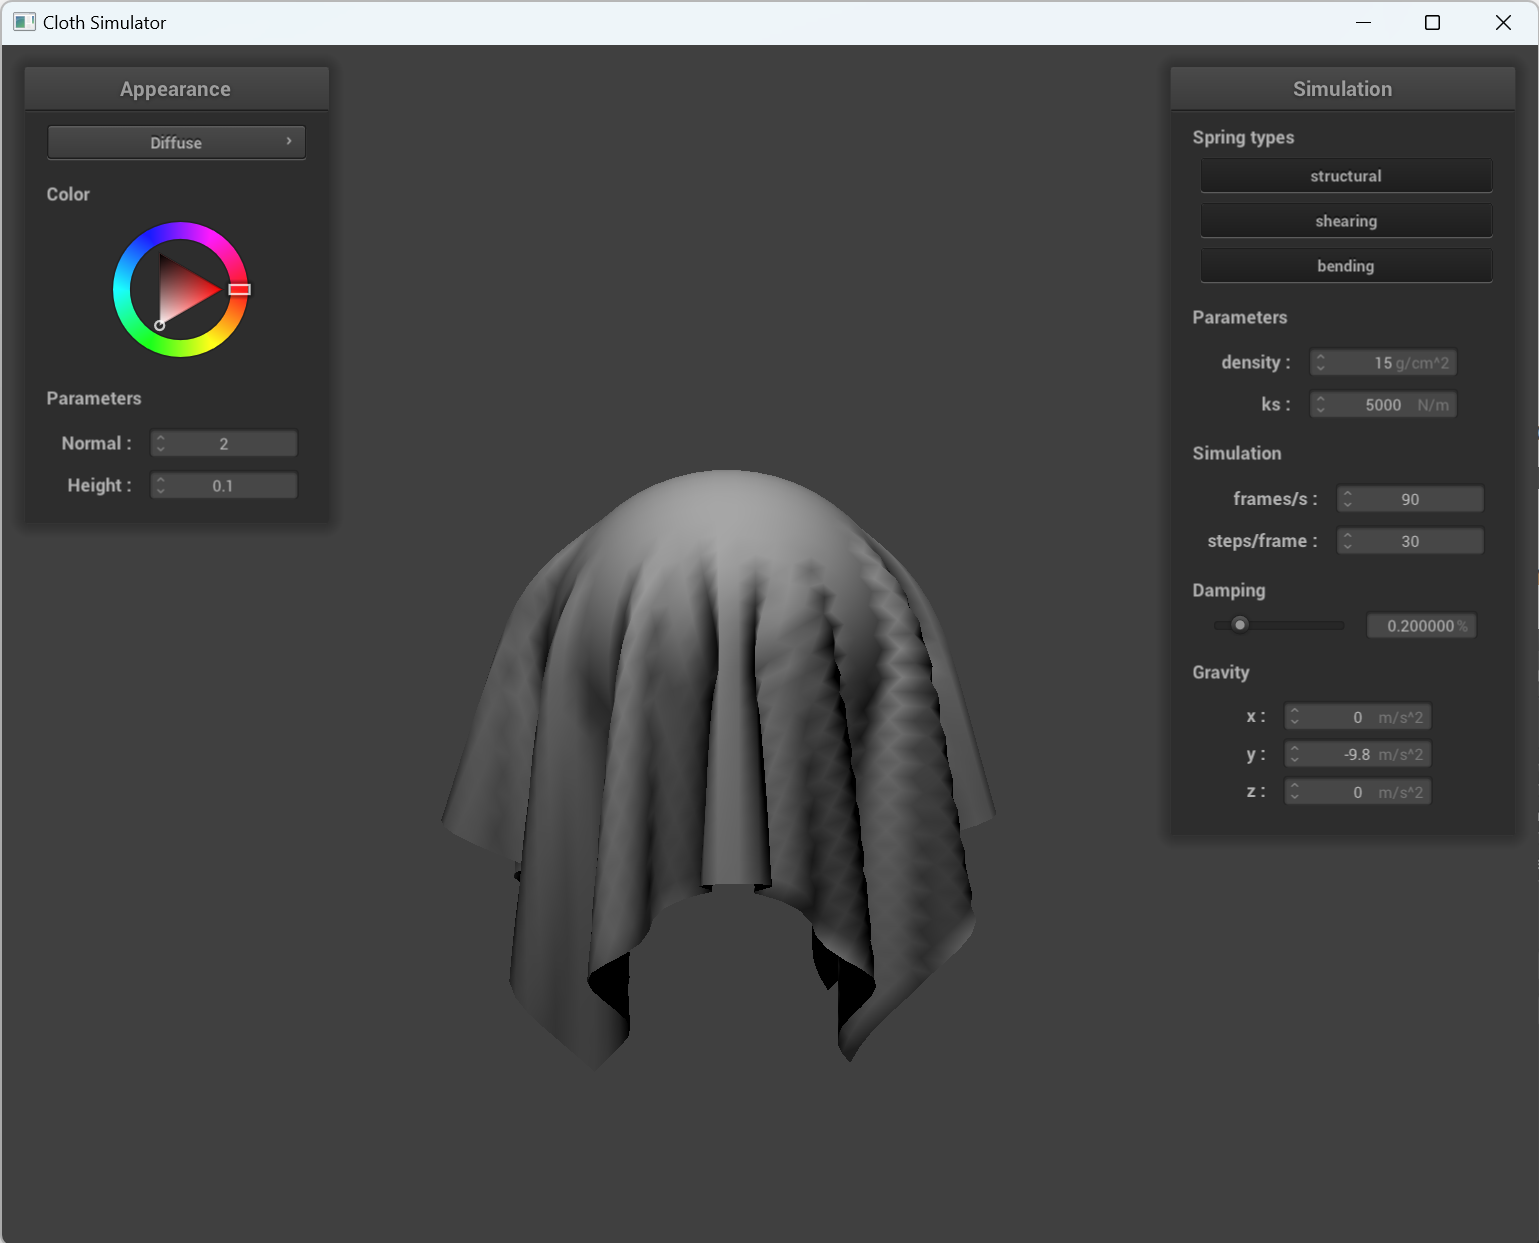 Cloth Simulator
Appearance
Diffuse
Color
Parameters
Normal : 2
Height : 0.1
Simulation
Spring types
structural
shearing
bending
Parameters
density : 15 g/cm^2
ks : 5000 N/m
Simulation
frames/s : 90
steps/frame : 30
Damping
0.200000 %
Gravity
x : 0 m/s^2
y : -9.8 m/s^2
z : 0 m/s^2